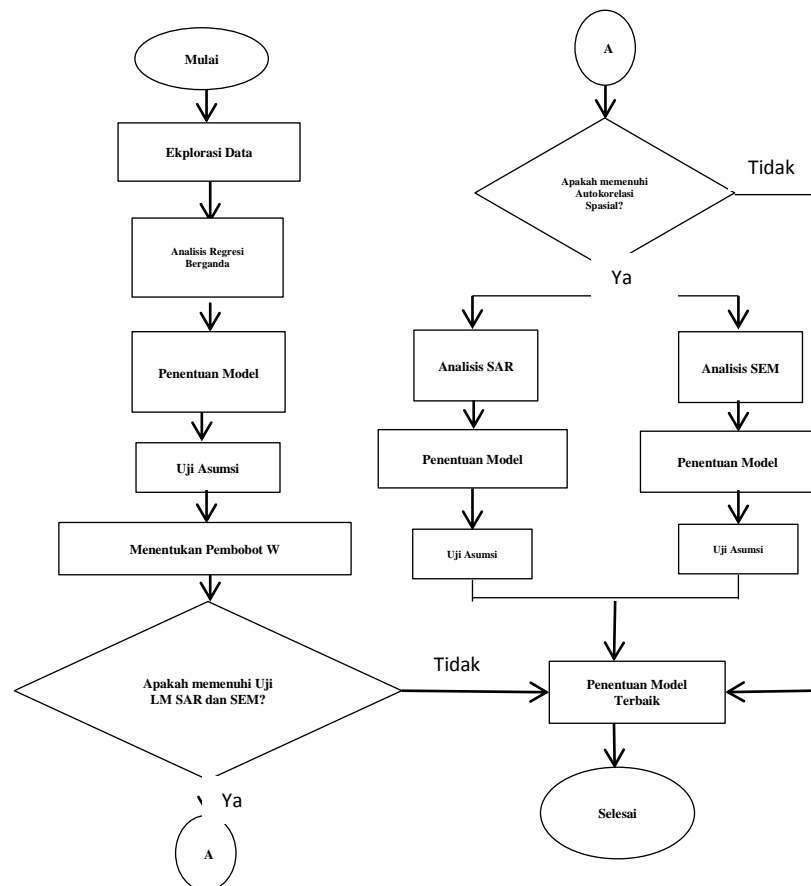 Mulai
Ekplorasi Data
Analisis Regresi
Berganda
Penentuan Model
Uji Asumsi
Menentukan Pembobot W
Apakah memenuhi Uji
LM SAR dan SEM?
Tidak
Ya
A
A
Apakah memenuhi
Autokorelasi
Spasial?
Tidak
Ya
Analisis SAR
Analisis SEM
Penentuan Model
Penentuan Model
Uji Asumsi
Uji Asumsi
Penentuan Model
Terbaik
Selesai